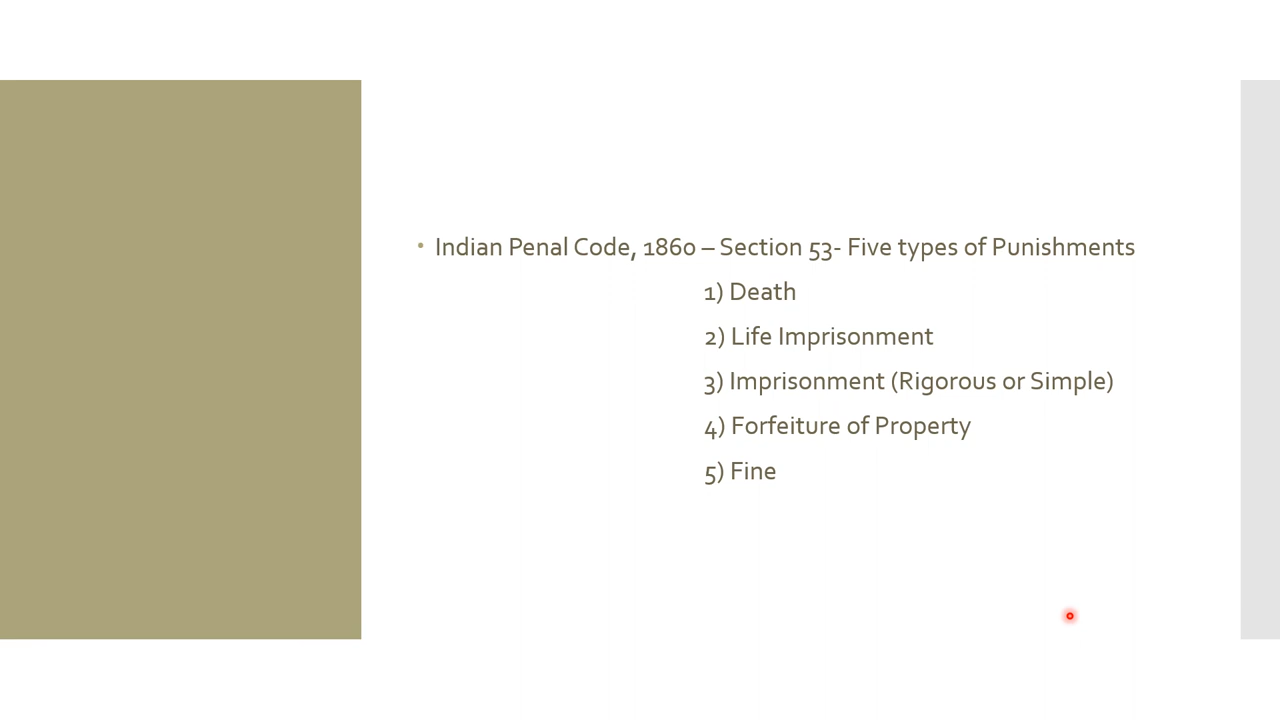 • Indian Penal Code, 1860 – Section 53- Five types of Punishments
1) Death
2) Life Imprisonment
3) Imprisonment (Rigorous or Simple)
4) Forfeiture of Property
5) Fine